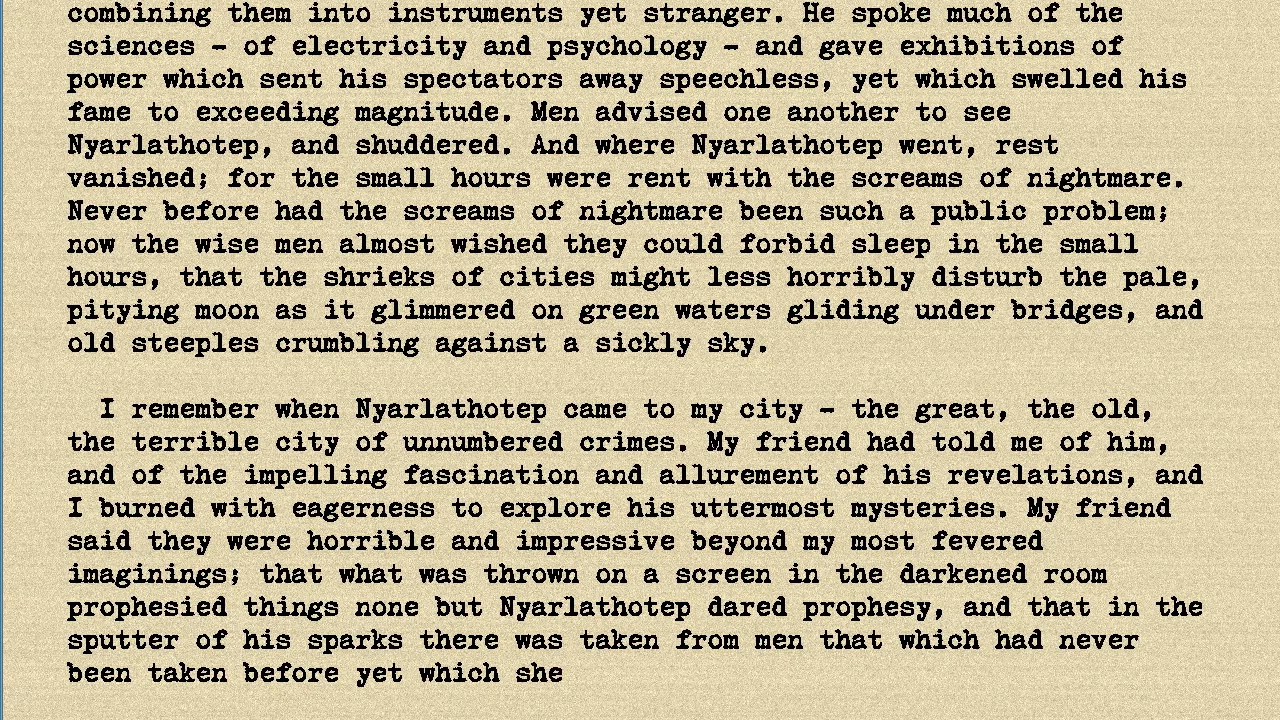 combining them into instruments yet stranger. He spoke much of the
sciences – of electricity and psychology – and gave exhibitions of
power which sent his spectators away speechless, yet which swelled his
fame to exceeding magnitude. Men advised one another to see
Nyarlathotep, and shuddered. And where Nyarlathotep went, rest
vanished; for the small hours were rent with the screams of nightmare.
Never before had the screams of nightmare been such a public problem;
now the wise men almost wished they could forbid sleep in the small
hours, that the shrieks of cities might less horribly disturb the pale,
pitying moon as it glimmered on green waters gliding under bridges, and
old steeples crumbling against a sickly sky.

I remember when Nyarlathotep came to my city – the great, the old,
the terrible city of unnumbered crimes. My friend had told me of him,
and of the impelling fascination and allurement of his revelations, and
I burned with eagerness to explore his uttermost mysteries. My friend
said they were horrible and impressive beyond my most fevered
imaginings; that what was thrown on a screen in the darkened room
prophesied things none but Nyarlathotep dared prophesy, and that in the
sputter of his sparks there was taken from men that which had never
been taken before yet which she